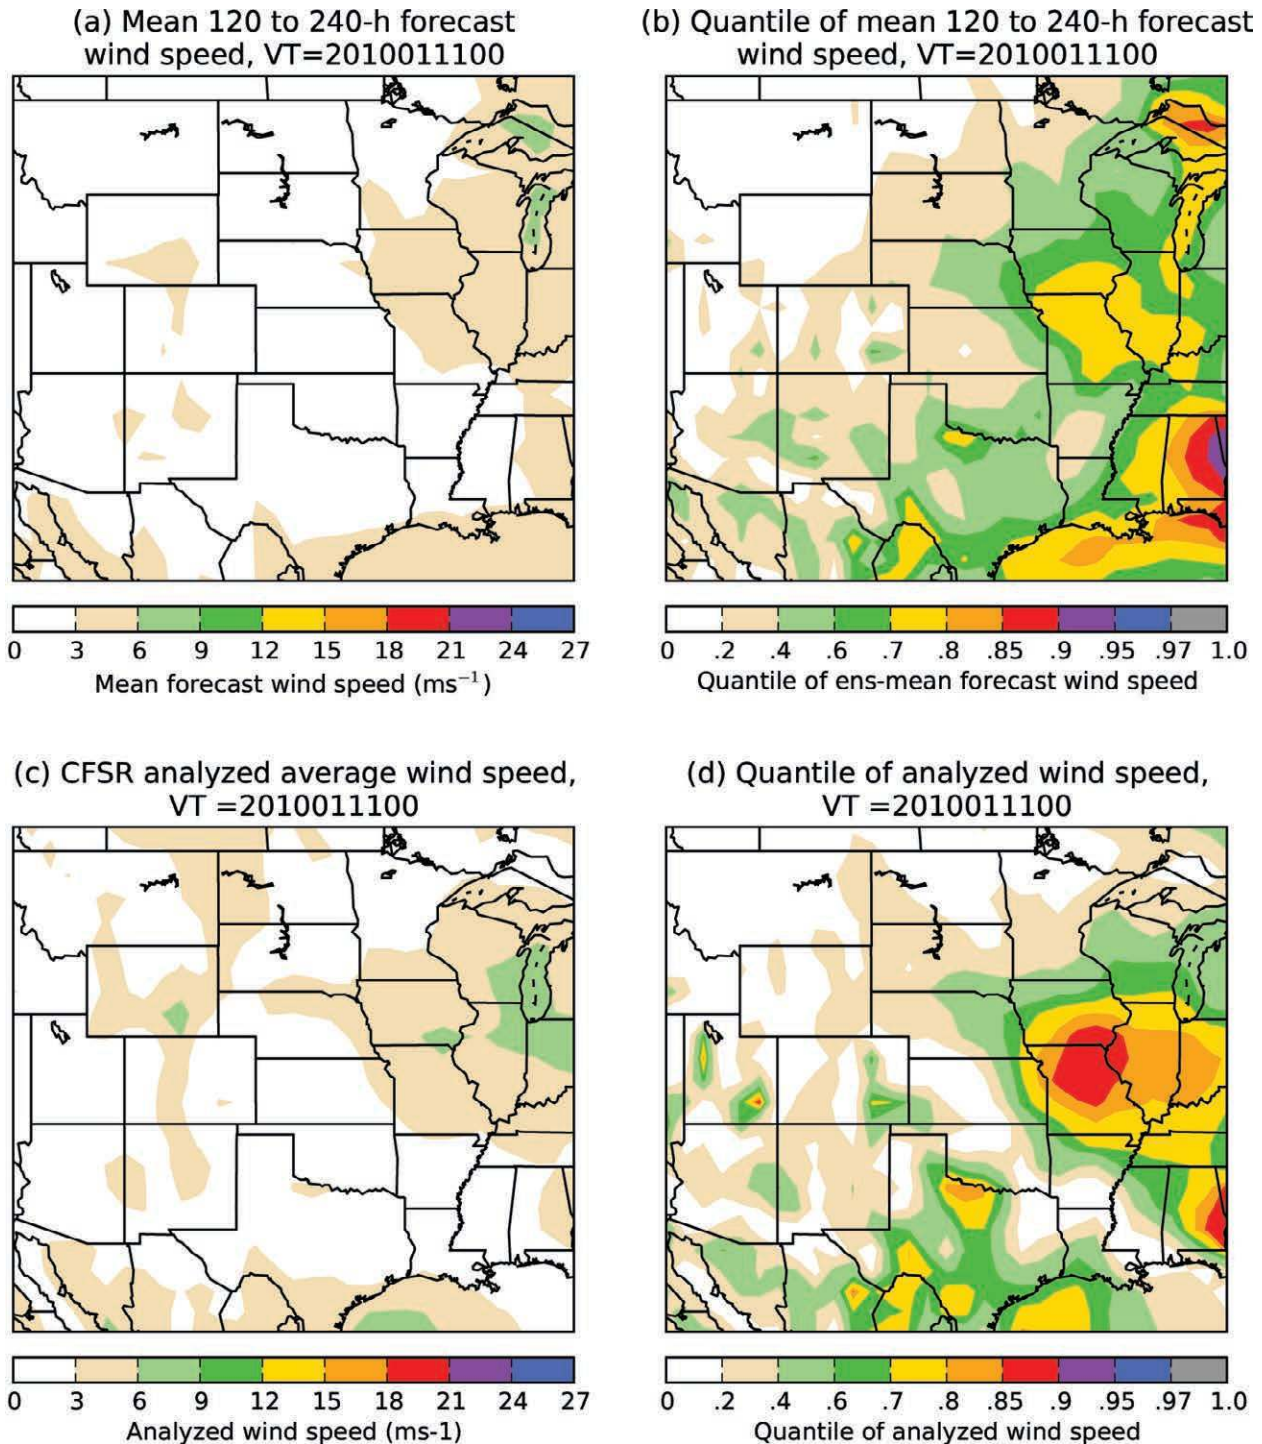 (a) Mean 120 to 240-h forecast
wind speed, VT=2010011100
(b) Quantile of mean 120 to 240-h forecast
wind speed, VT=2010011100
0 3 6 9 12 15 18 21 24 27
Mean forecast wind speed (ms⁻¹)
0 .2 .4 .6 .7 .8 .85 .9 .95 .97 1.0
Quantile of ens-mean forecast wind speed
(c) CFSR analyzed average wind speed,
VT =2010011100
(d) Quantile of analyzed wind speed,
VT =2010011100
0 3 6 9 12 15 18 21 24 27
Analyzed wind speed (ms-1)
0 .2 .4 .5 .7 .8 .85 .9 .95 .97 1.0
Quantile of analyzed wind speed